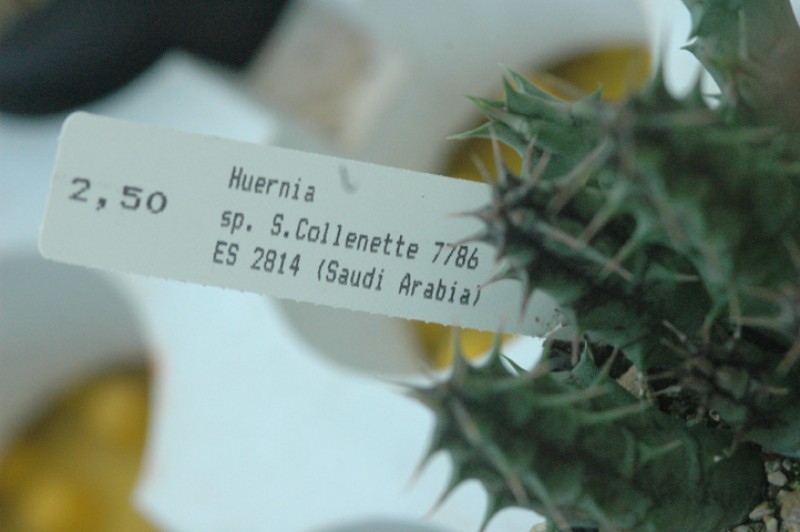 2,50
Huernia
sp. S.Collenette 7786
ES 2814 (Saudi Arabia)